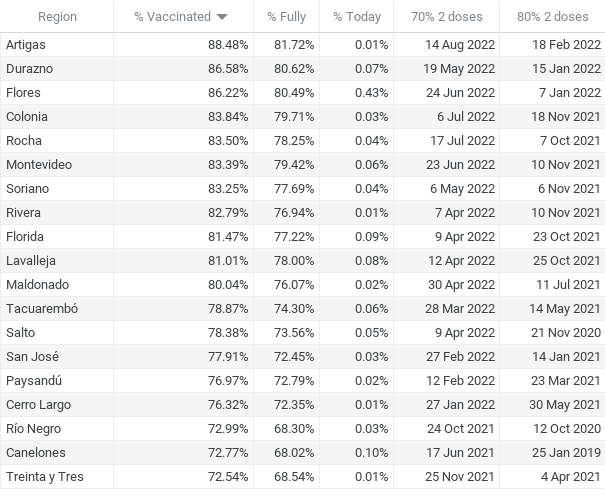 Region % Vaccinated % Fully % Today 70% 2 doses 80% 2 doses
Artigas 88.48% 81.72% 0.01% 14 Aug 2022 18 Feb 2022
Durazno 86.58% 80.62% 0.07% 19 May 2022 15 Jan 2022
Flores 86.22% 80.49% 0.43% 24 Jun 2022 7 Jan 2022
Colonia 83.84% 79.71% 0.03% 6 Jul 2022 18 Nov 2021
Rocha 83.50% 78.25% 0.04% 17 Jul 2022 7 Oct 2021
Montevideo 83.39% 79.42% 0.06% 23 Jun 2022 10 Nov 2021
Soriano 83.25% 77.69% 0.04% 6 May 2022 6 Nov 2021
Rivera 82.79% 76.94% 0.01% 7 Apr 2022 10 Nov 2021
Florida 81.47% 77.22% 0.09% 9 Apr 2022 23 Oct 2021
Lavalleja 81.01% 78.00% 0.08% 12 Apr 2022 25 Oct 2021
Maldonado 80.04% 76.07% 0.02% 30 Apr 2022 11 Jul 2021
Tacuarembó 78.87% 74.30% 0.06% 28 Mar 2022 14 May 2021
Salto 78.38% 73.56% 0.05% 9 Apr 2022 21 Nov 2020
San José 77.91% 72.45% 0.03% 27 Feb 2022 14 Jan 2021
Paysandú 76.97% 72.79% 0.02% 12 Feb 2022 23 Mar 2021
Cerro Largo 76.32% 72.35% 0.01% 27 Jan 2022 30 May 2021
Río Negro 72.99% 68.30% 0.03% 24 Oct 2021 12 Oct 2020
Canelones 72.77% 68.02% 0.10% 17 Jun 2021 25 Jan 2019
Treinta y Tres 72.54% 68.54% 0.01% 25 Nov 2021 4 Apr 2021